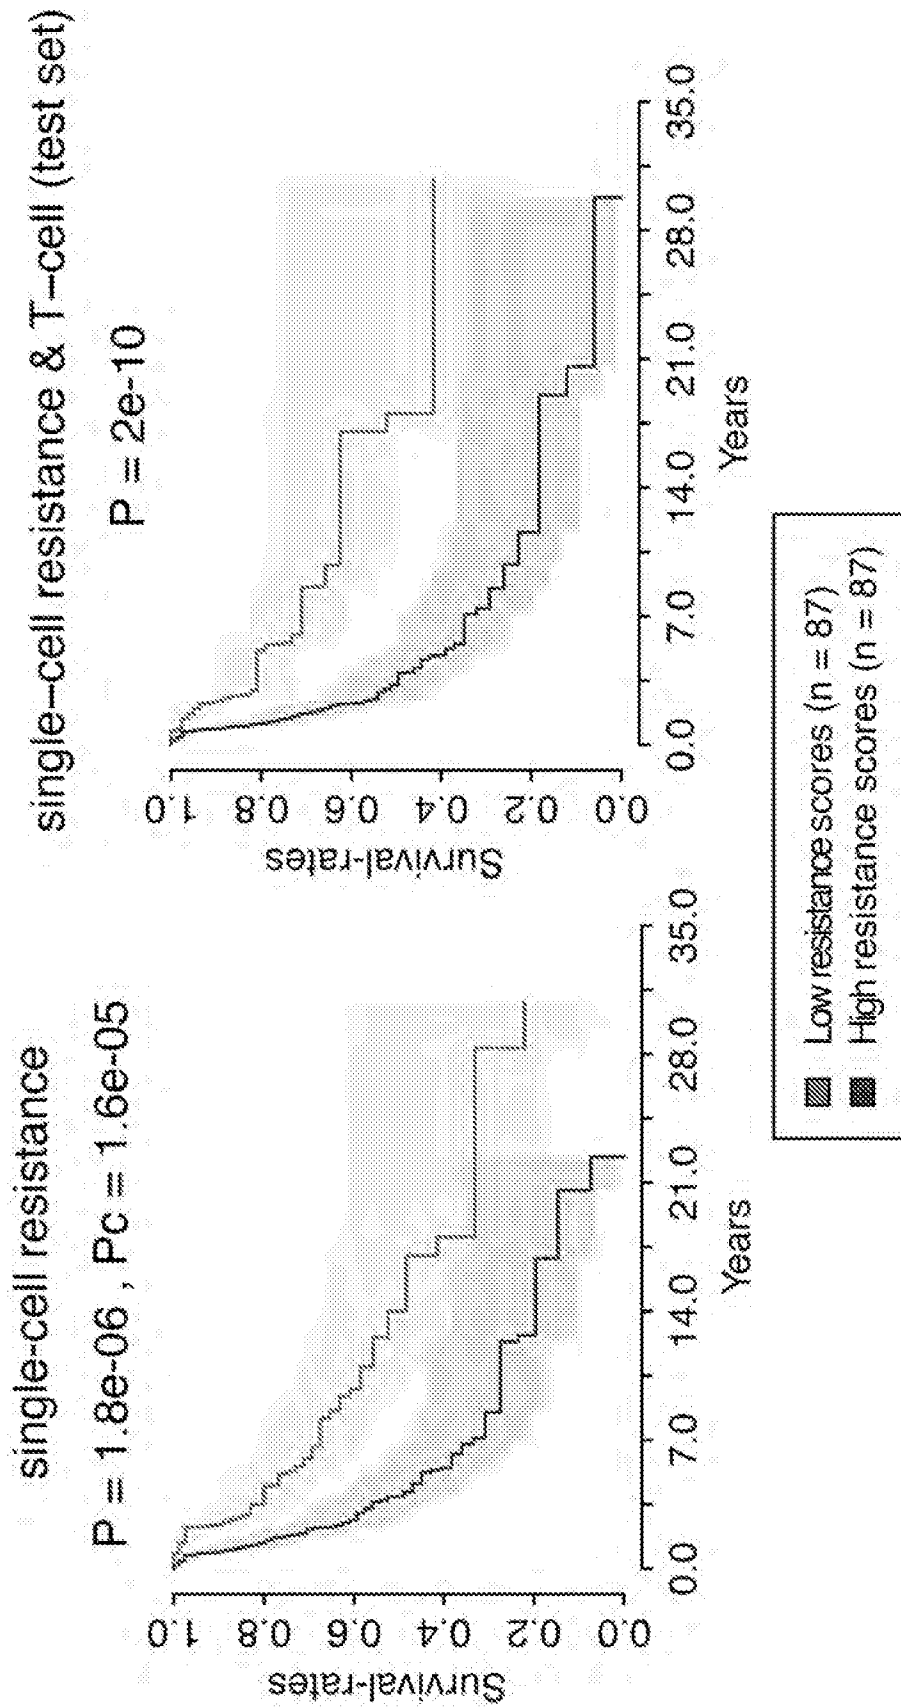 single-cell resistance
P = 1.8e-06 , Pc = 1.6e-05
Survival-rates
1.0
0.8
0.6
0.4
0.2
0.0
0.0 7.0 14.0 21.0 28.0 35.0
Years
single-cell resistance & T-cell (test set)
P = 2e-10
Survival-rates
1.0
0.8
0.6
0.4
0.2
0.0
0.0 7.0 14.0 21.0 28.0 35.0
Years
Low resistance scores (n = 87)
High resistance scores (n = 87)